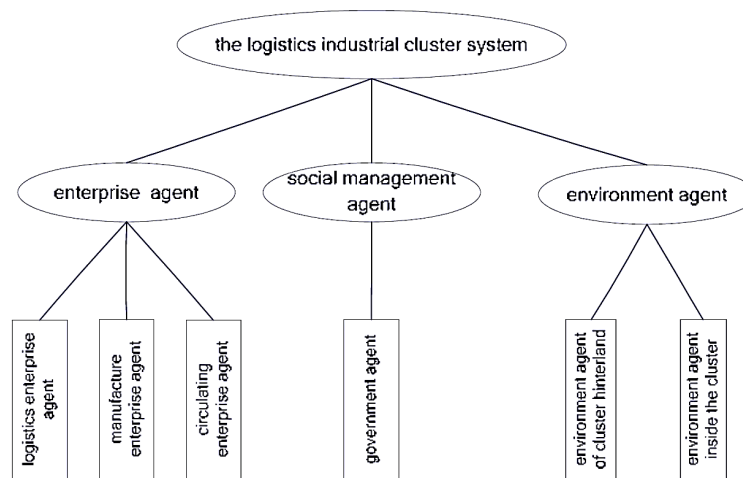 the logistics industrial cluster system
enterprise agent
social management
agent
environment agent
logistics enterprise
agent
manufacture
enterprise agent
circulating
enterprise agent
government agent
environment agent
of cluster hinterland
environment agent
inside the cluster